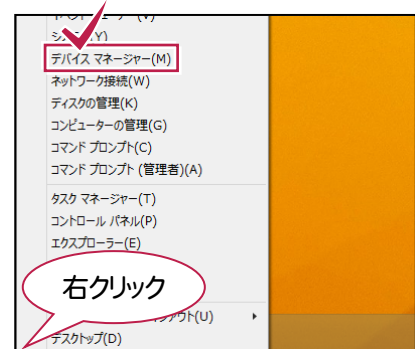 デバイス マネージャー(M)
ネットワーク接続(W)
ディスクの管理(K)
コンピューターの管理(G)
コマンド プロンプト(C)
コマンド プロンプト (管理者)(A)
タスク マネージャー(T)
コントロール パネル(P)
エクスプローラー(E)
右クリック
ウト(U)
デスクトップ(D)